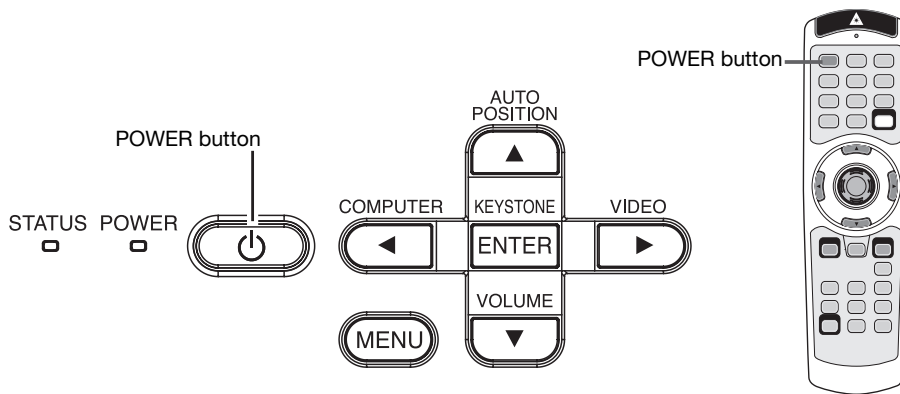 POWER button
AUTO
POSITION
POWER button
COMPUTER
KEYSTONE
VIDEO
STATUS
POWER
ENTER
VOLUME
MENU